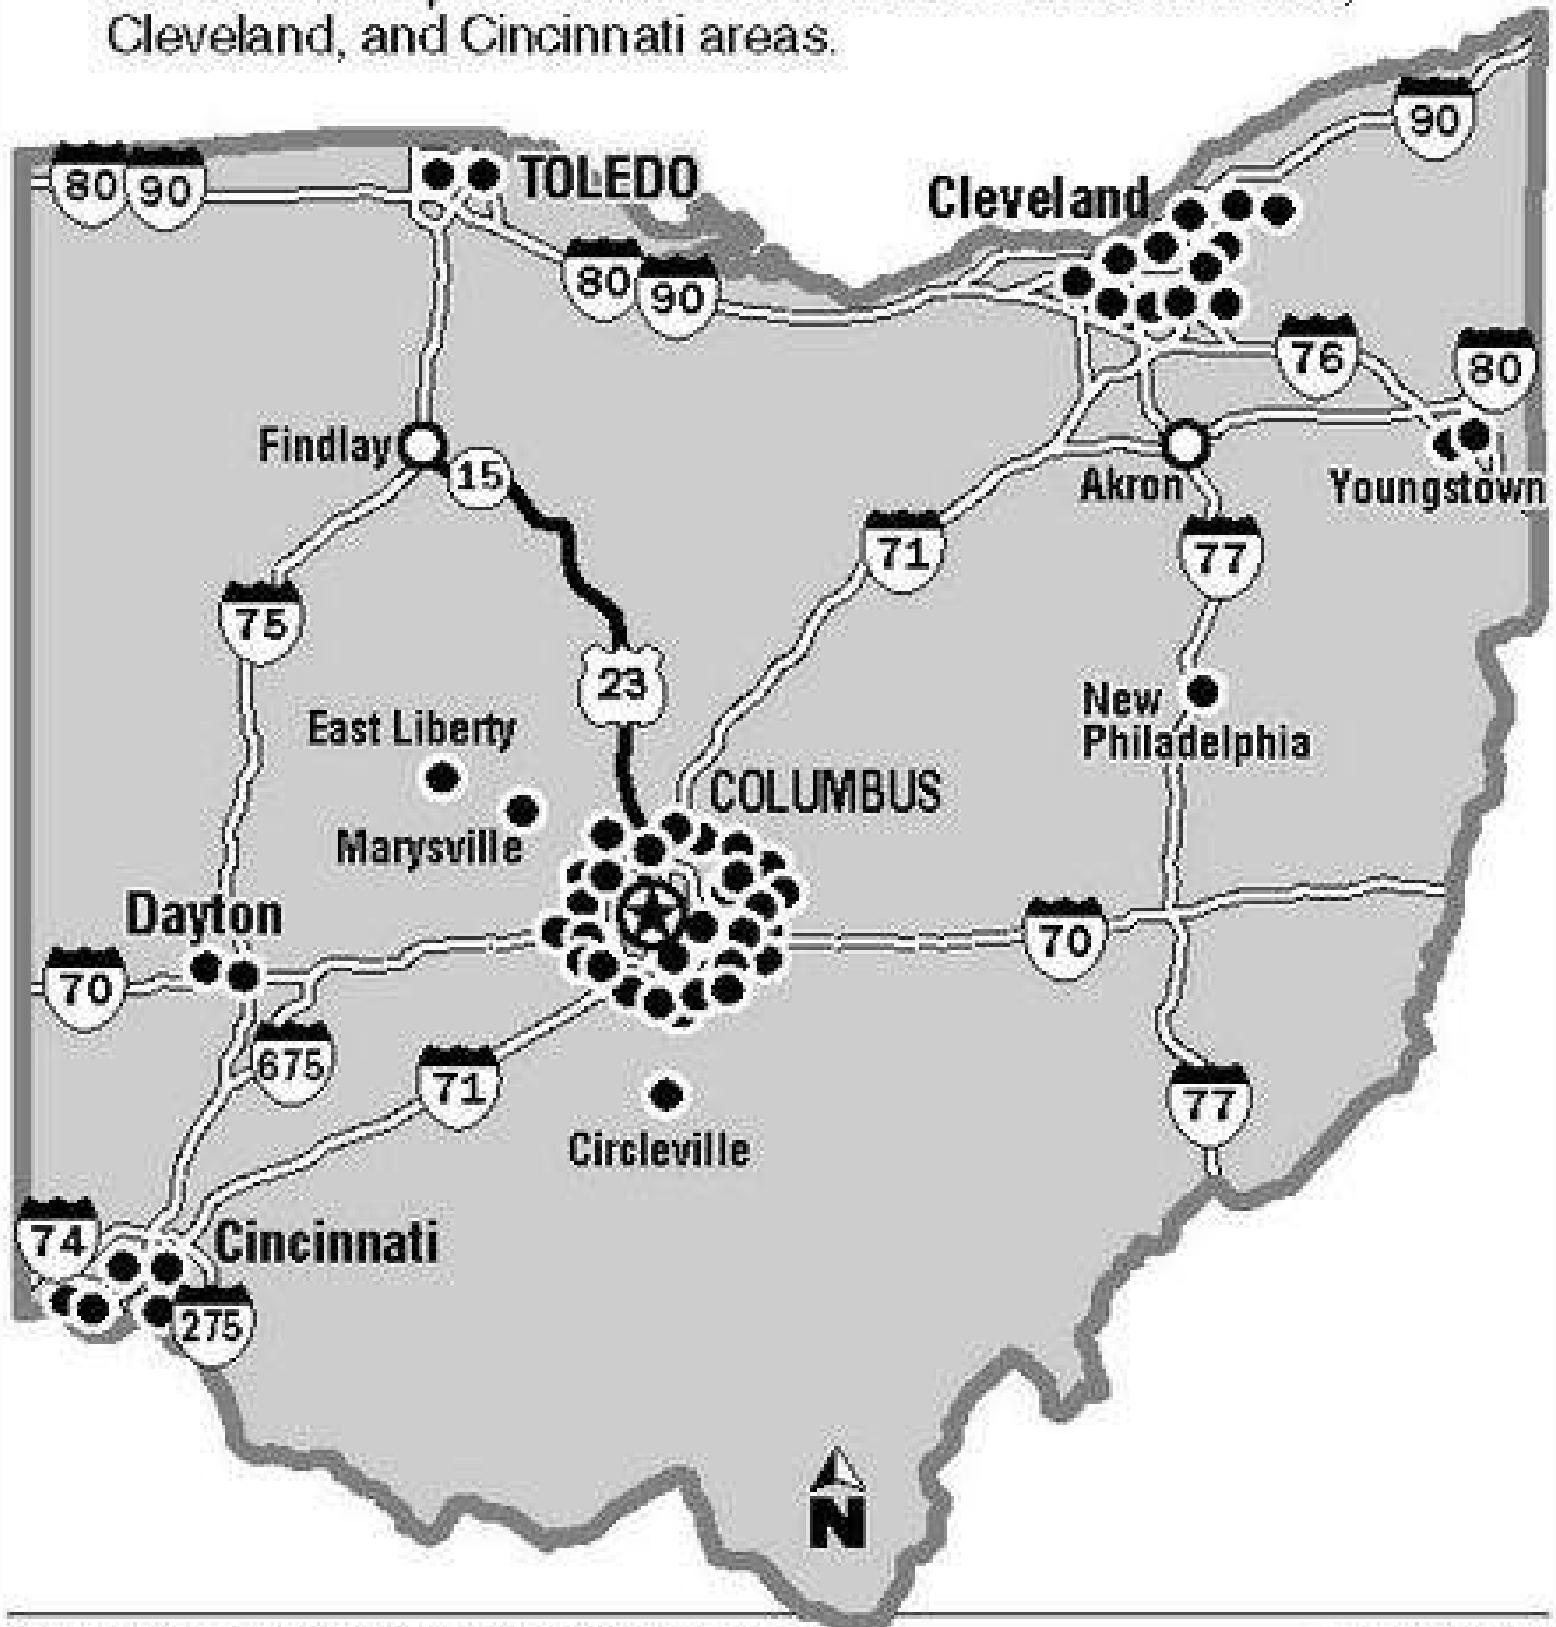 Cleveland, and Cincinnati areas.
90
80 90
TOLEDO
Cleveland
80 90
76
80
Findlay
15
Akron
Youngstown
71
77
75
23
New
Philadelphia
East Liberty
COLUMBUS
Marysville
Dayton
70
70
675
71
77
Circleville
74
Cincinnati
275
N